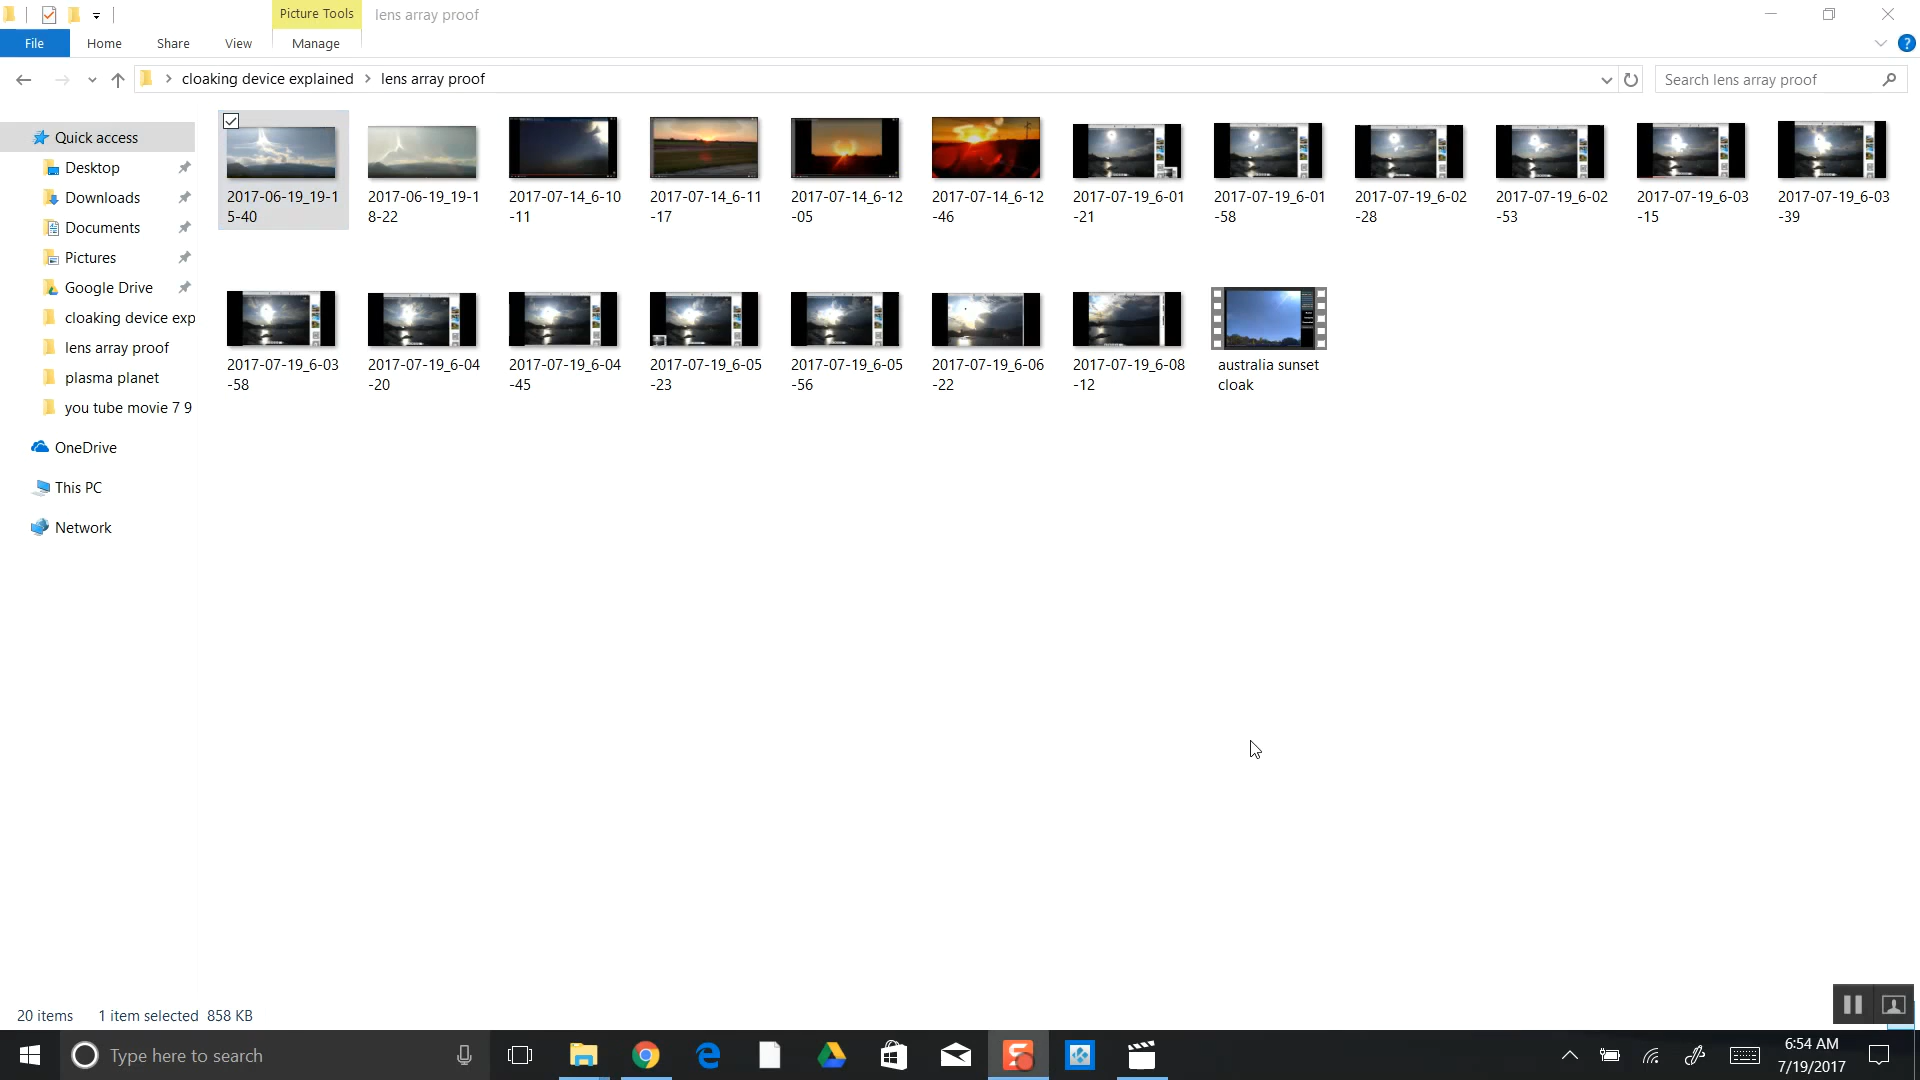 Picture Tools
lens array proof
File
Home
Share
View
Manage
cloaking device explained
lens array proof
Search lens array proof
Quick access
Desktop
Downloads
Documents
Pictures
Google Drive
cloaking device exp
lens array proof
plasma planet
you tube movie 7 9
OneDrive
This PC
Network
2017-06-19_19-1
5-40
2017-06-19_19-1
8-22
2017-07-14_6-10
-11
2017-07-14_6-11
-17
2017-07-14_6-12
-05
2017-07-14_6-12
-46
2017-07-19_6-01
-21
2017-07-19_6-01
-58
2017-07-19_6-02
-28
2017-07-19_6-02
-53
2017-07-19_6-03
-15
2017-07-19_6-03
-39
2017-07-19_6-03
-58
2017-07-19_6-04
-20
2017-07-19_6-04
-45
2017-07-19_6-05
-23
2017-07-19_6-05
-56
2017-07-19_6-06
-22
2017-07-19_6-08
-12
australia sunset
cloak
20 items 1 item selected 858 KB
Type here to search
6:54 AM
7/19/2017